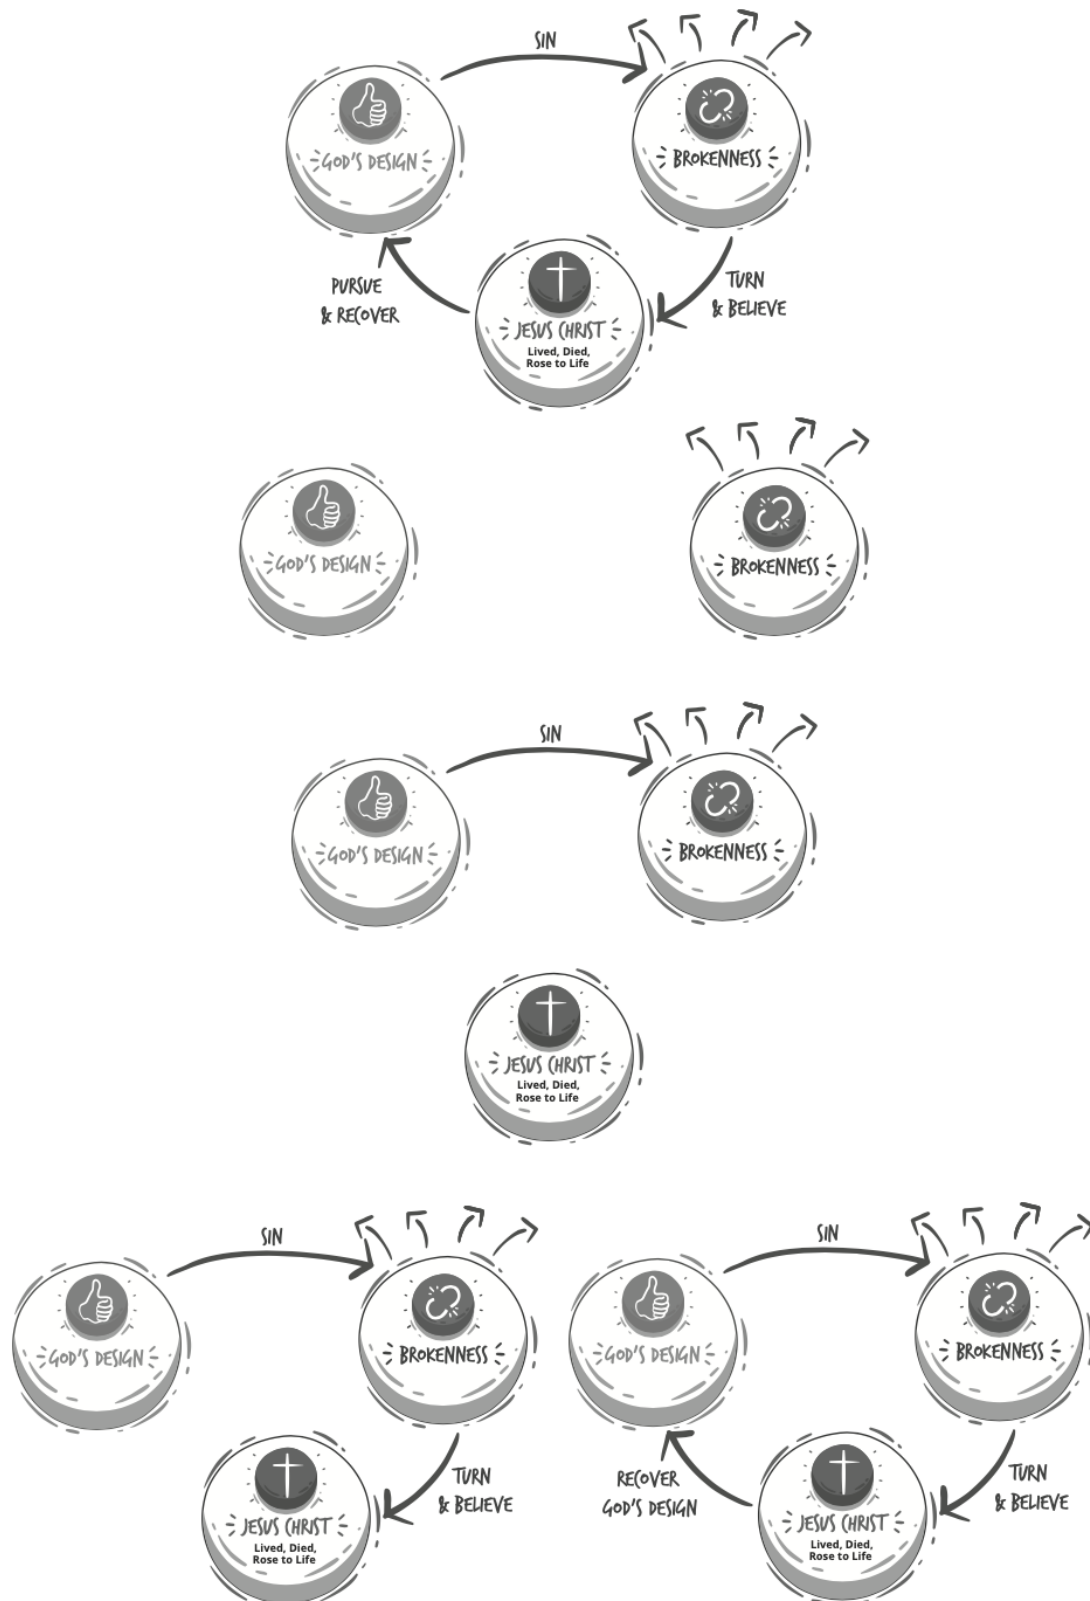 SIN
GOD'S DESIGN
BROKENNESS
PURSUE
& RECOVER
TURN
& BELIEVE
JESUS CHRIST
Lived, Died,
Rose to Life
GOD'S DESIGN
BROKENNESS
SIN
GOD'S DESIGN
BROKENNESS
JESUS CHRIST
Lived, Died,
Rose to Life
SIN
GOD'S DESIGN
BROKENNESS
TURN
& BELIEVE
JESUS CHRIST
Lived, Died,
Rose to Life
SIN
GOD'S DESIGN
BROKENNESS
RECOVER
GOD'S DESIGN
TURN
& BELIEVE
JESUS CHRIST
Lived, Died,
Rose to Life